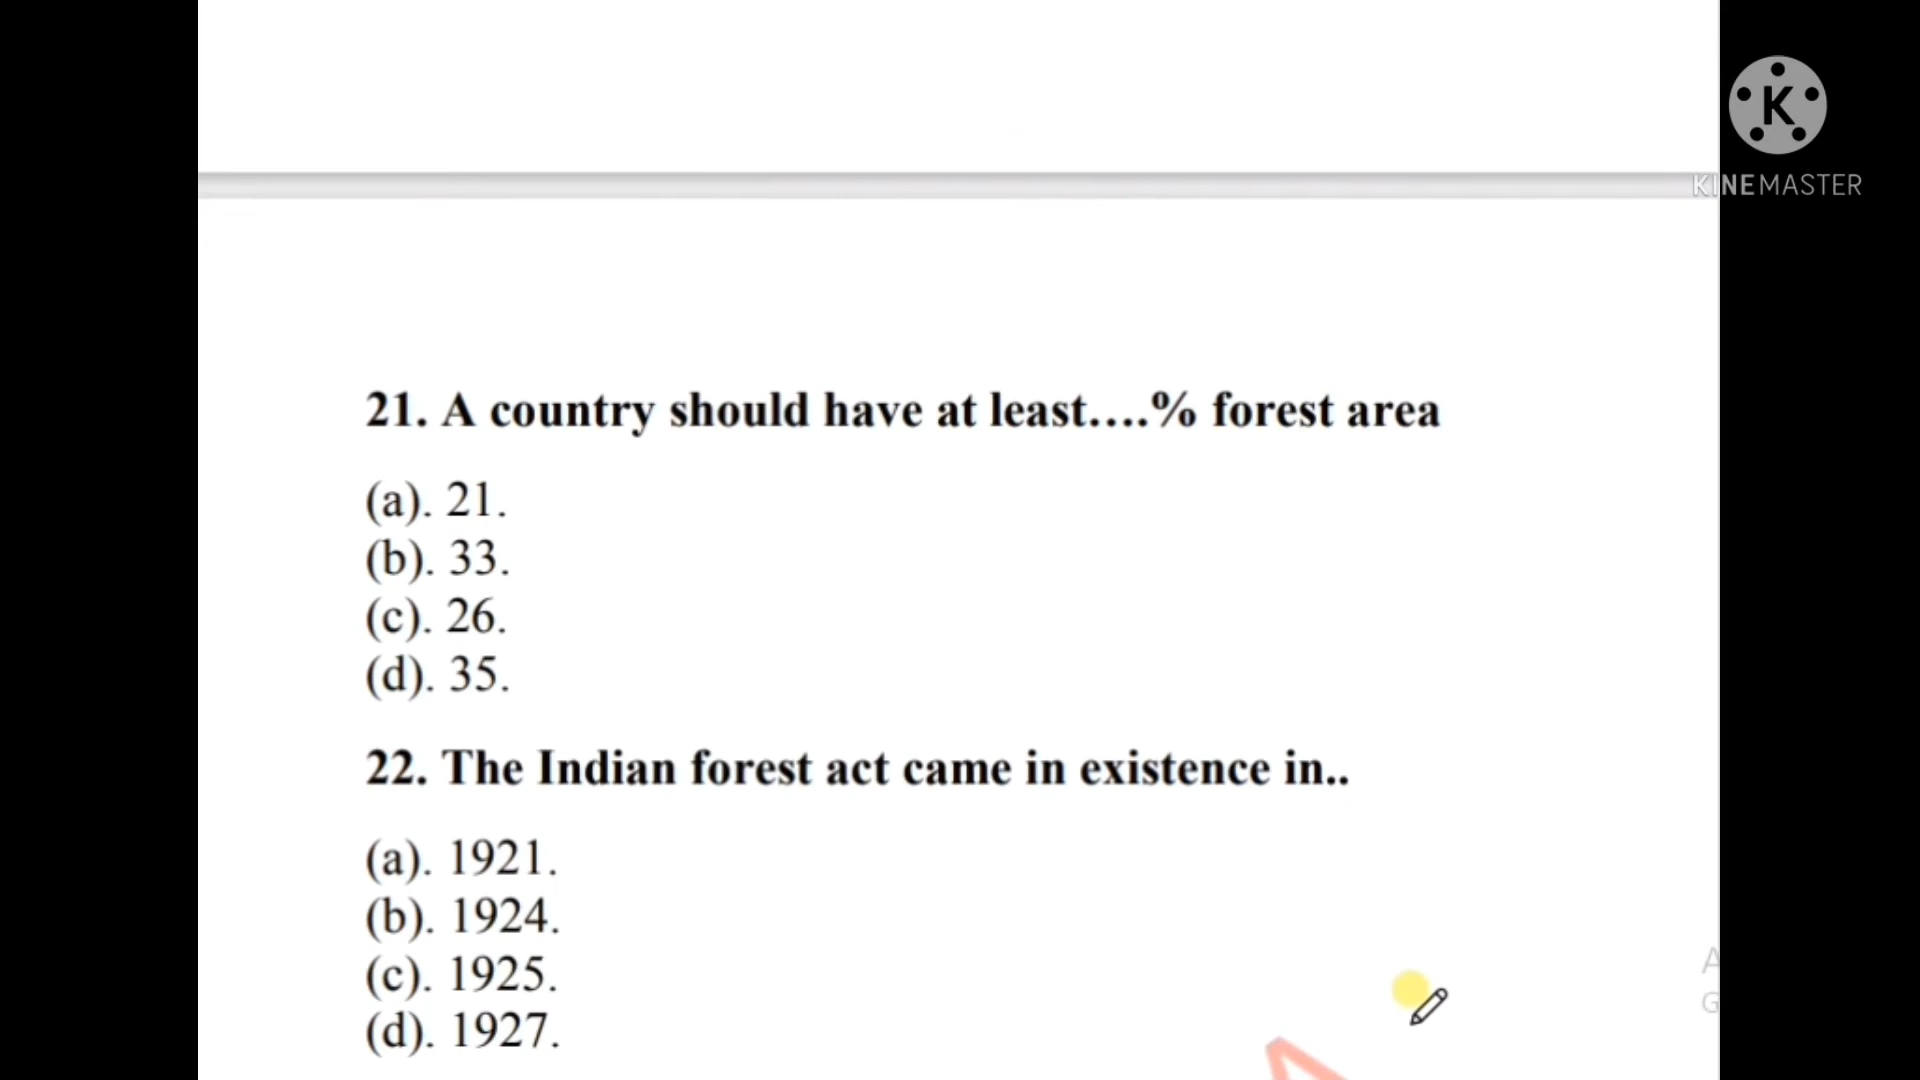 K
KINEMASTER
21. A country should have at least....% forest area
(a). 21.
(b). 33.
(c). 26.
(d). 35.
22. The Indian forest act came in existence in..
(a). 1921.
(b). 1924.
(c). 1925.
(d). 1927.
A
G